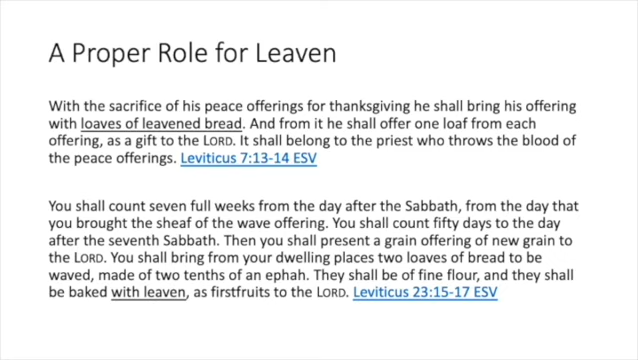 A Proper Role for Leaven
With the sacrifice of his peace offerings for thanksgiving he shall bring his offering
with loaves of leavened bread. And from it he shall offer one loaf from each
offering, as a gift to the LORD. It shall belong to the priest who throws the blood of
the peace offerings. Leviticus 7:13-14 ESV
You shall count seven full weeks from the day after the Sabbath, from the day that
you brought the sheaf of the wave offering. You shall count fifty days to the day
after the seventh Sabbath. Then you shall present a grain offering of new grain to
the LORD. You shall bring from your dwelling places two loaves of bread to be
waved, made of two tenths of an ephah. They shall be of fine flour, and they shall
be baked with leaven, as firstfruits to the LORD. Leviticus 23:15-17 ESV